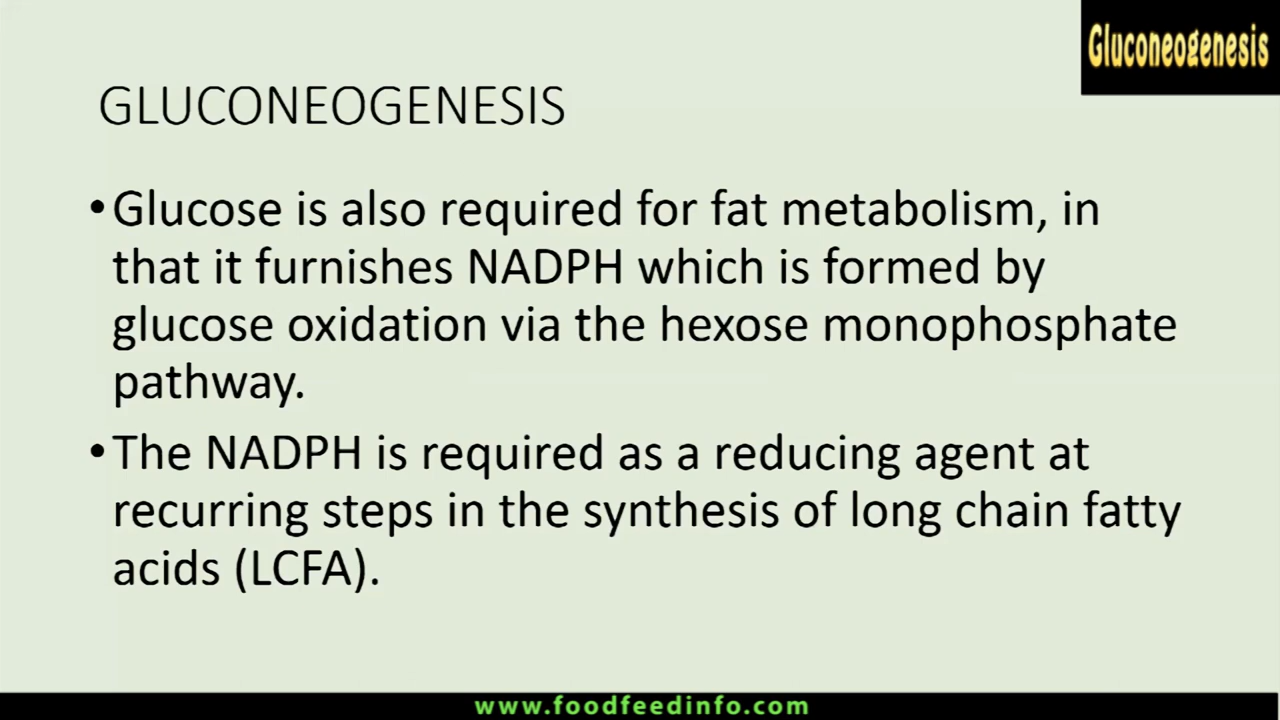 Gluconeogenesis
GLUCONEOGENESIS
•Glucose is also required for fat metabolism, in
that it furnishes NADPH which is formed by
glucose oxidation via the hexose monophosphate
pathway.
•The NADPH is required as a reducing agent at
recurring steps in the synthesis of long chain fatty
acids (LCFA).
www.foodfeedinfo.com